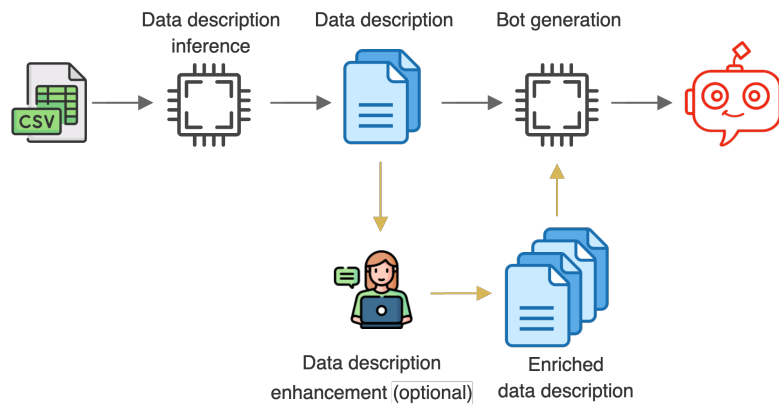 Data description
inference
Data description
Bot generation
CSV
Data description
enhancement (optional)
Enriched
data description